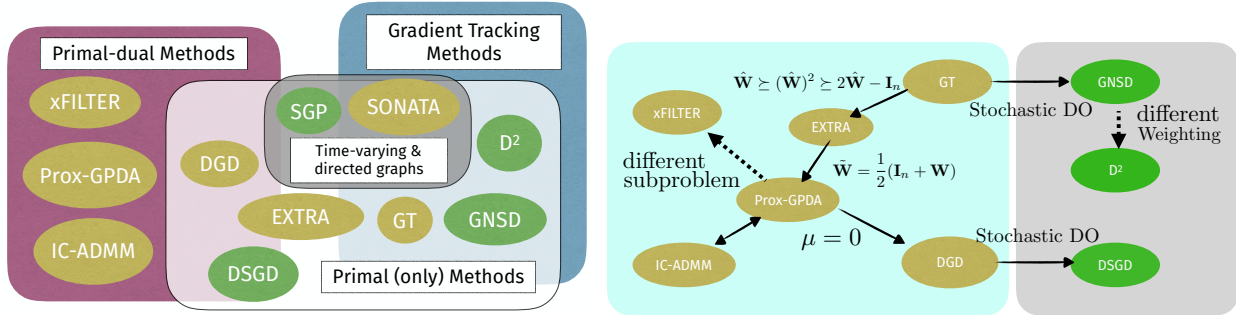 Primal-dual Methods
Gradient Tracking
Methods
xFILTER
SGP
SONATA
Time-varying &
directed graphs
D²
DGD
Prox-GPDA
EXTRA
GT
GNSD
IC-ADMM
DSGD
Primal (only) Methods
Ŵ ⪰ (Ŵ)² ⪰ 2Ŵ − Iₙ
GT
GNSD
Stochastic DO
different
Weighting
xFILTER
EXTRA
different
subproblem
W̃ = 1/2(Iₙ + W)
D²
Prox-GPDA
μ = 0
Stochastic DO
IC-ADMM
DGD
DSGD